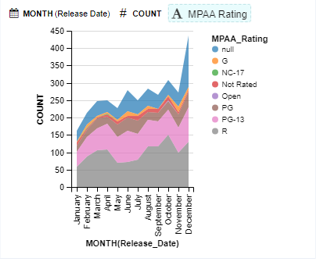 MONTH (Release Date) # COUNT A MPAA Rating
450
400
350
300
250
200
150
100
50
0
COUNT
January
February
March
April
May
June
July
August
September
October
November
December
MONTH(Release_Date)
MPAA_Rating
null
G
NC-17
Not Rated
Open
PG
PG-13
R